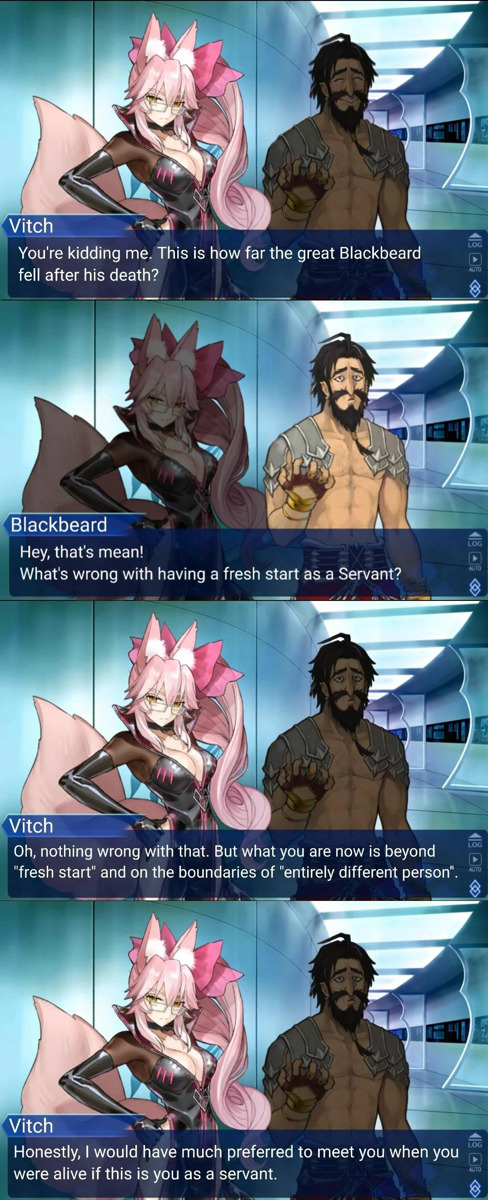 Vitch
You're kidding me. This is how far the great Blackbeard
fell after his death?
LOG
AUTO
Blackbeard
Hey, that's mean!
What's wrong with having a fresh start as a Servant?
LOG
AUTO
Vitch
Oh, nothing wrong with that. But what you are now is beyond
"fresh start" and on the boundaries of "entirely different person".
LOG
AUTO
Vitch
Honestly, I would have much preferred to meet you when you
were alive if this is you as a servant.
LOG
AUTO